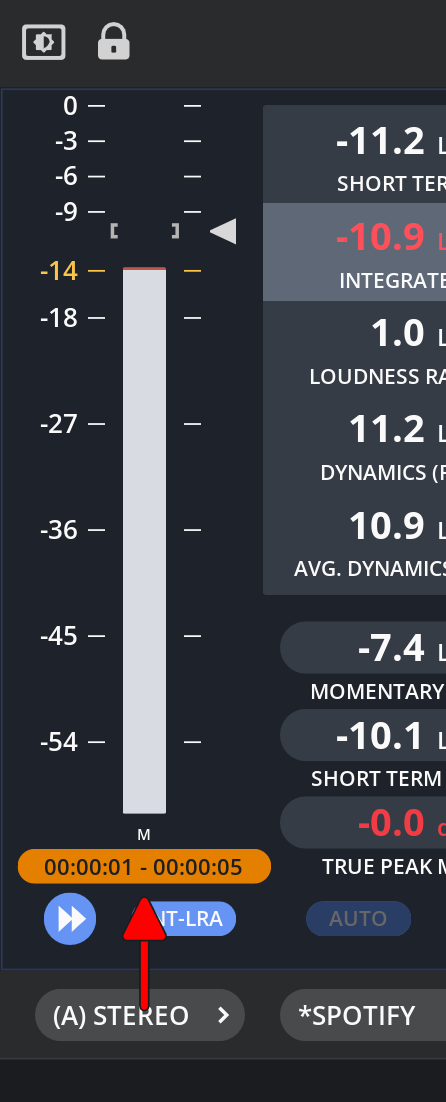 0
-3
-6
-9
-14
-18
-27
-36
-45
-54
M
00:00:01 - 00:00:05
NT-LRA
(A) STEREO
-11.2 L
SHORT TER
-10.9 L
INTEGRATE
1.0 L
LOUDNESS RA
11.2 L
DYNAMICS (P
10.9 L
AVG. DYNAMICS
-7.4 L
MOMENTARY
-10.1 L
SHORT TERM
-0.0 d
TRUE PEAK M
AUTO
*SPOTIFY